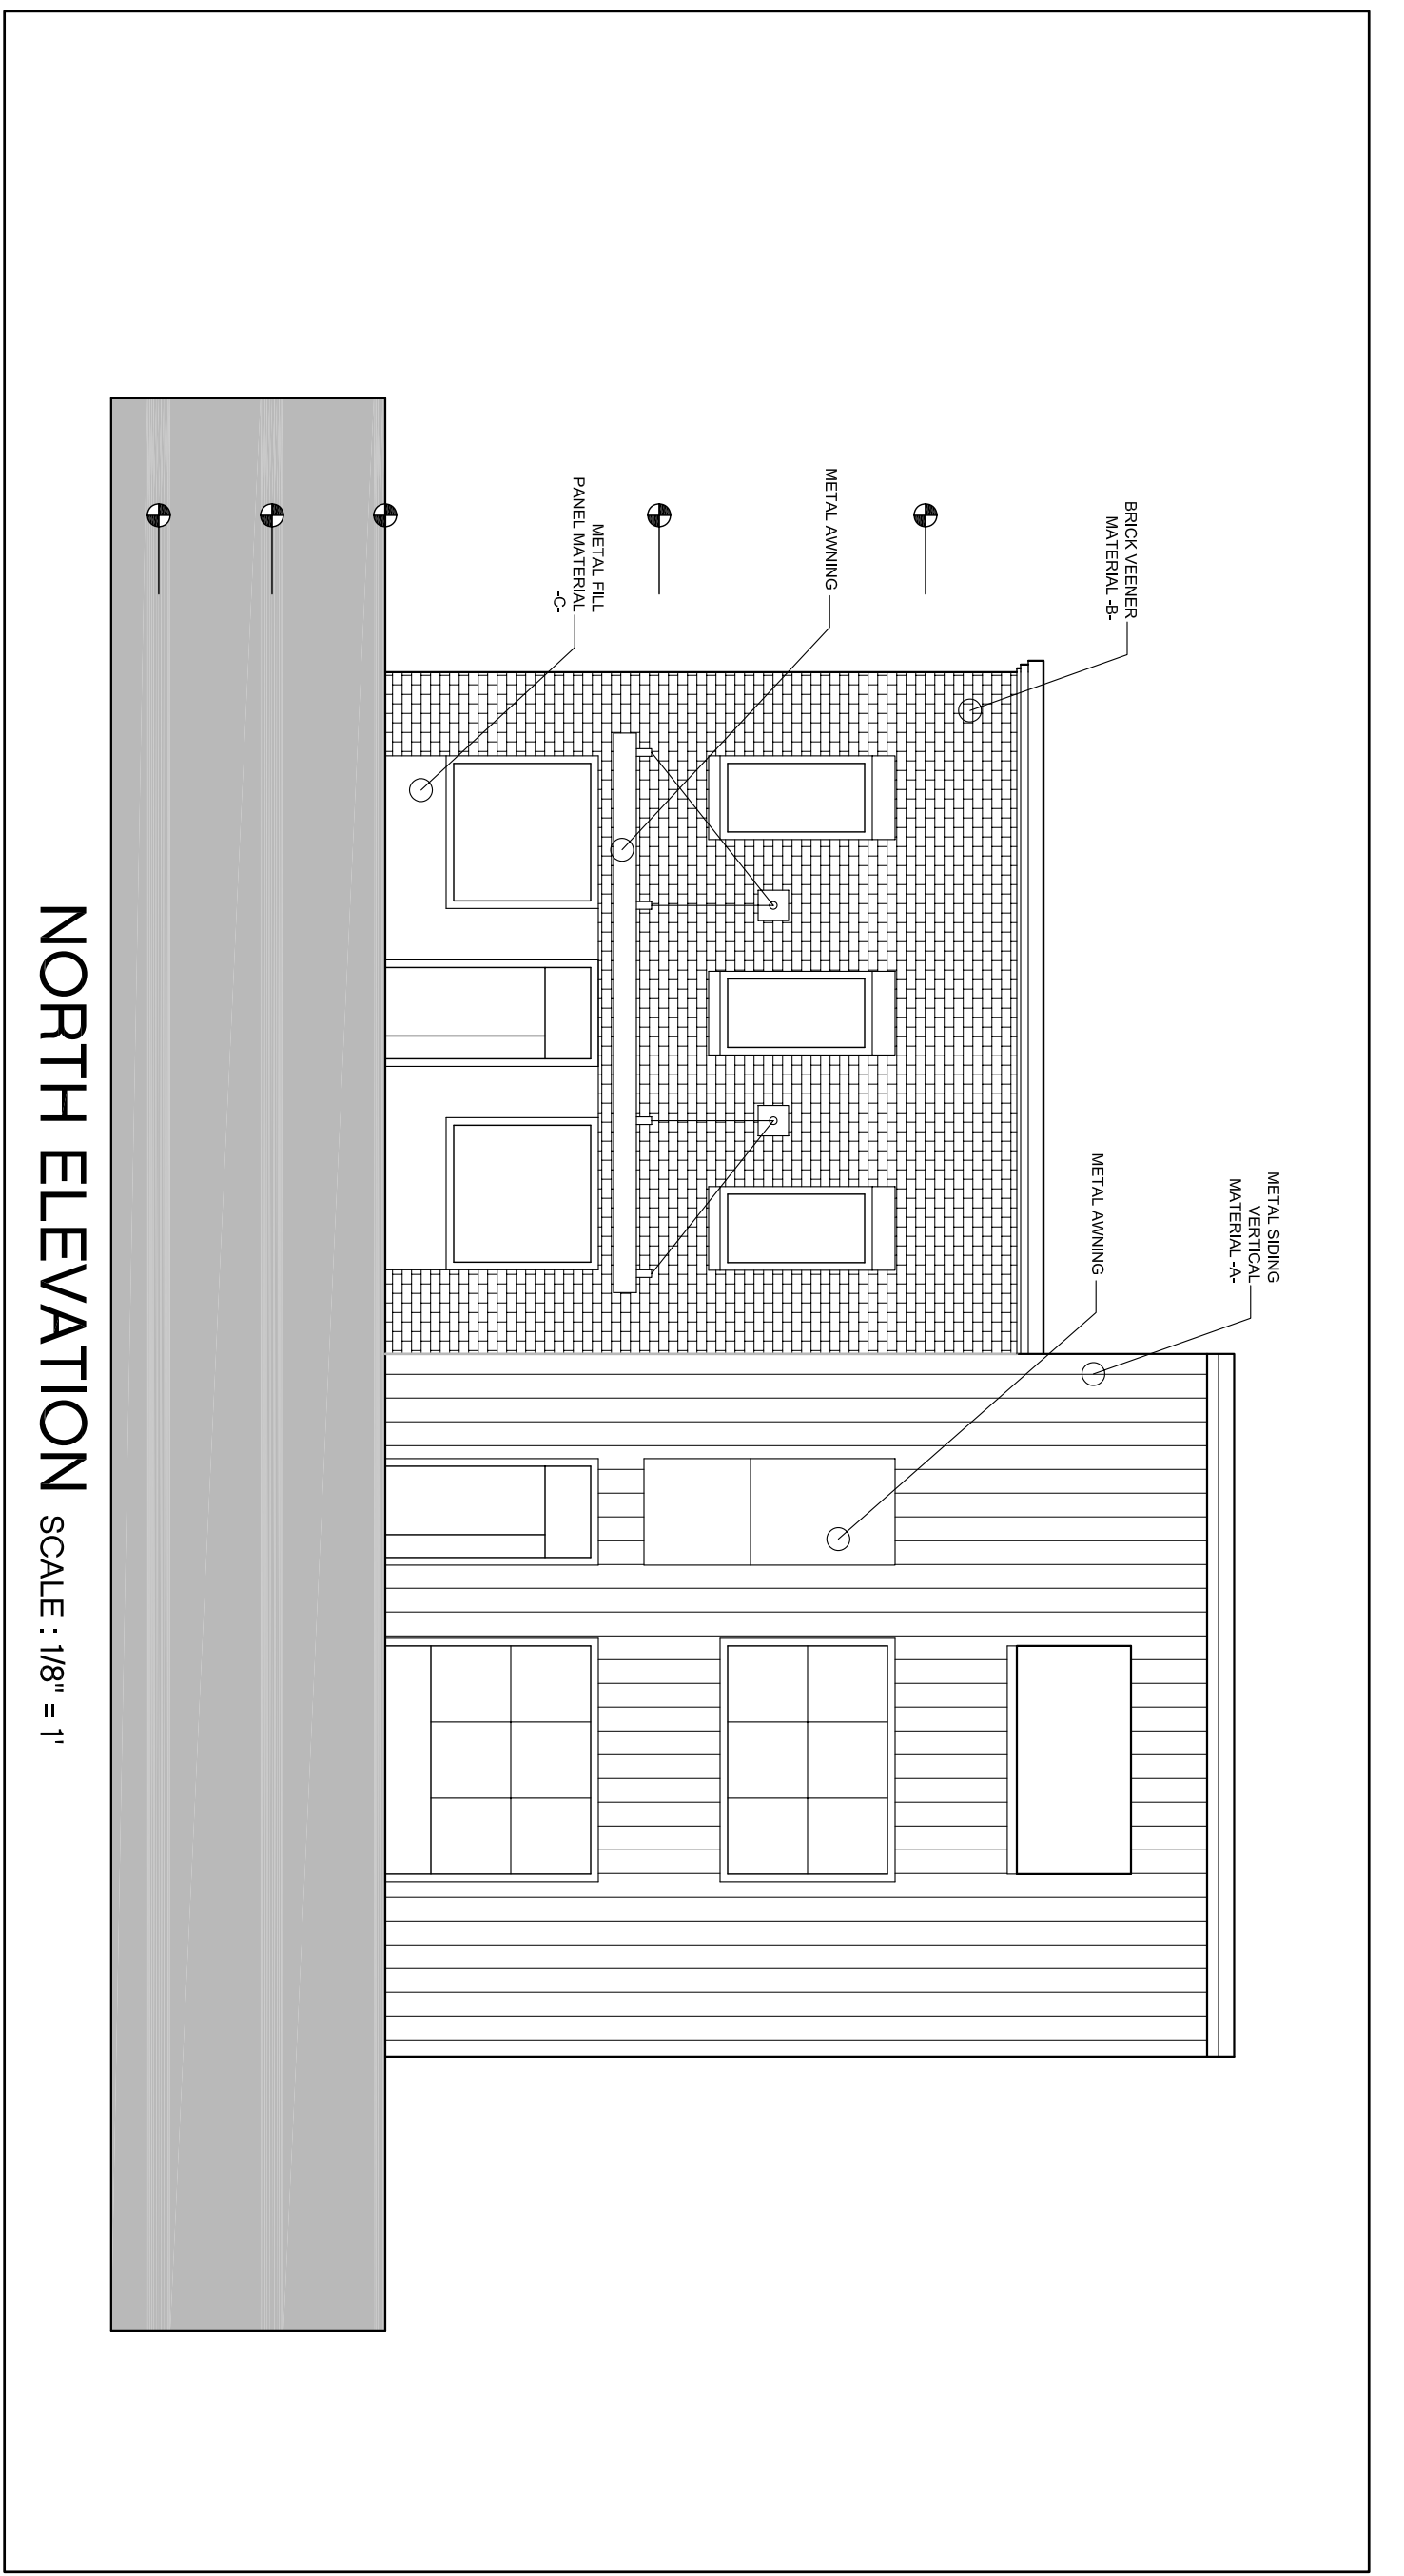 METAL SIDING
VERTICAL
MATERIAL -A-
BRICK VEENER
MATERIAL -B-
METAL AWNING
METAL AWNING
METAL FILL
PANEL MATERIAL
-C-
NORTH ELEVATION SCALE : 1/8" = 1'